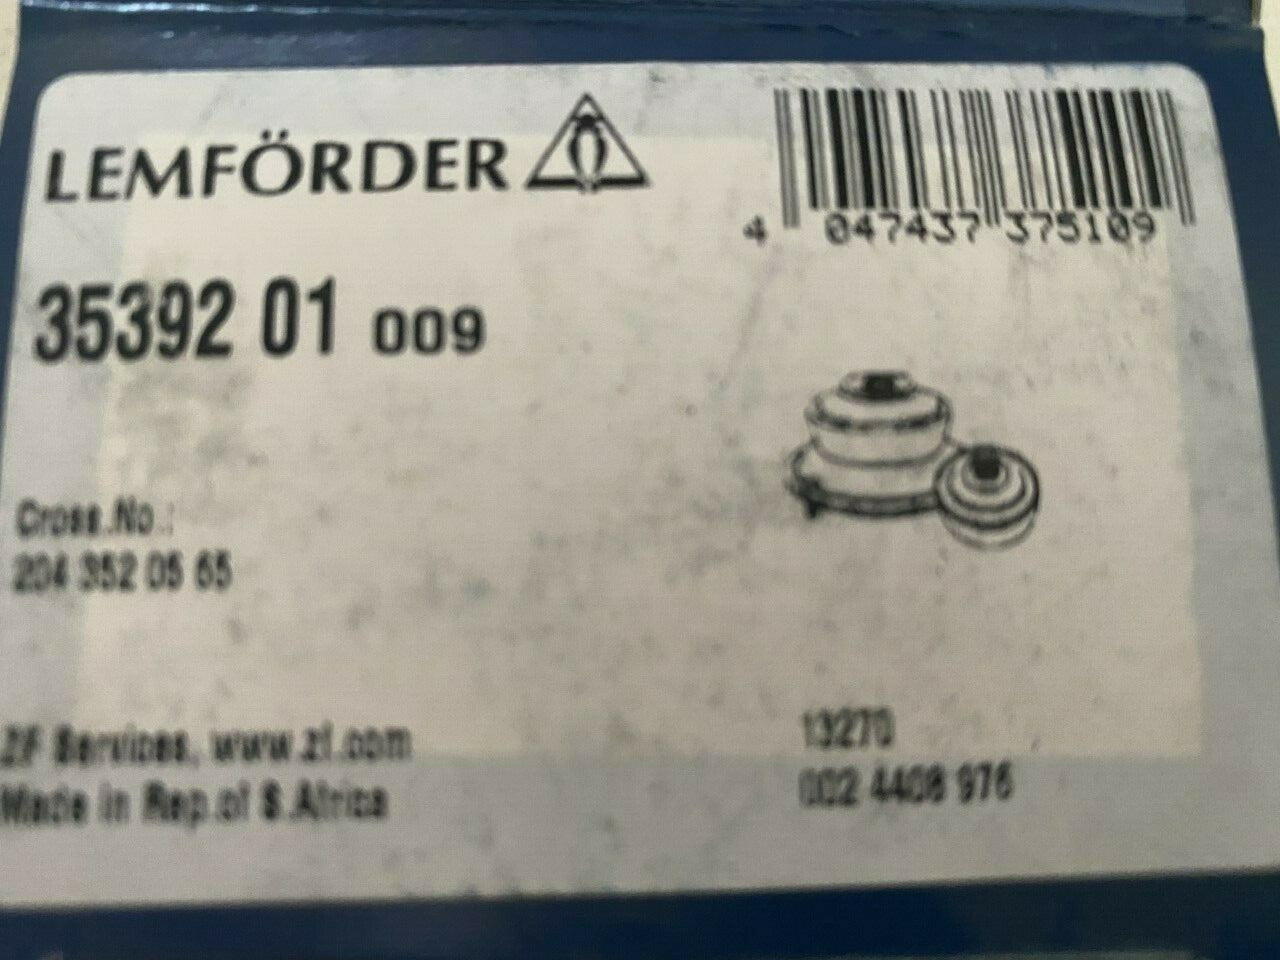 LEMFÖRDER
4 047437 375109
35392 01 009
Cross.No.:
204 352 05 65
ZF Services, www.zf.com
Made in Rep.of S.Africa
13270
002 4408 976